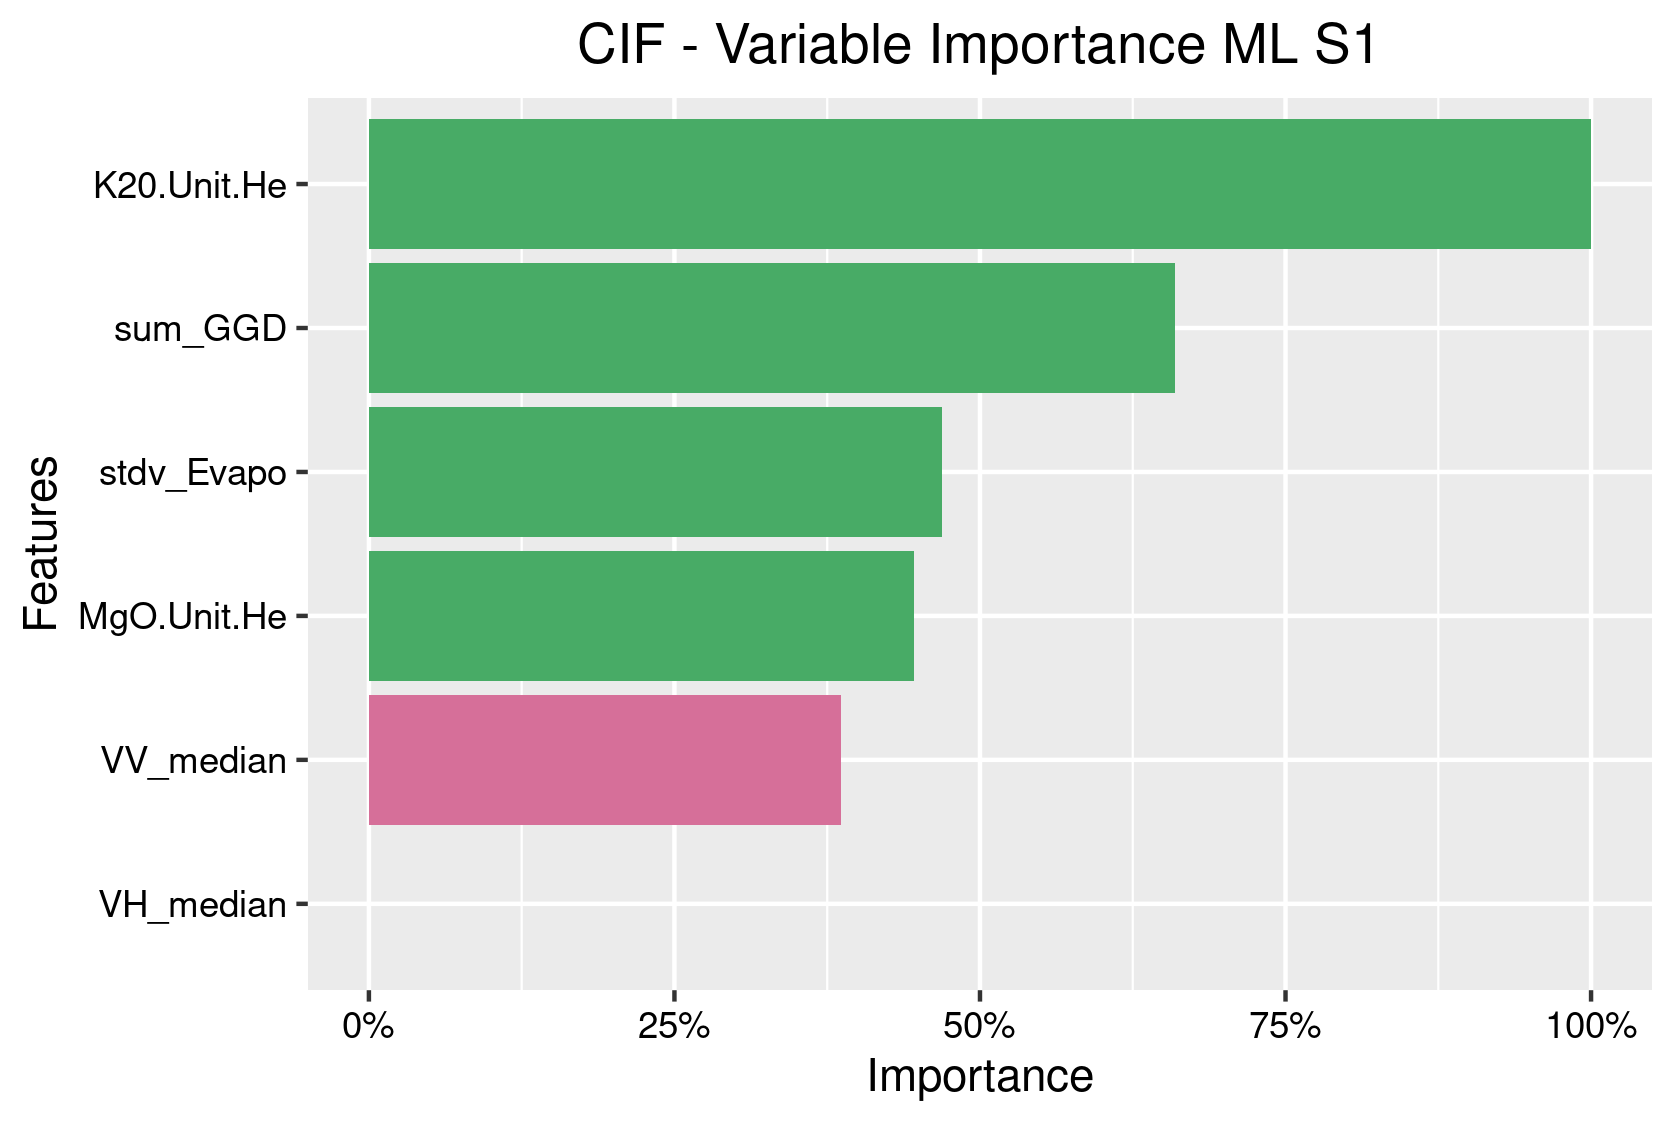 CIF - Variable Importance ML S1
Features
K20.Unit.He
sum_GGD
stdv_Evapo
MgO.Unit.He
VV_median
VH_median
0% 25% 50% 75% 100%
Importance